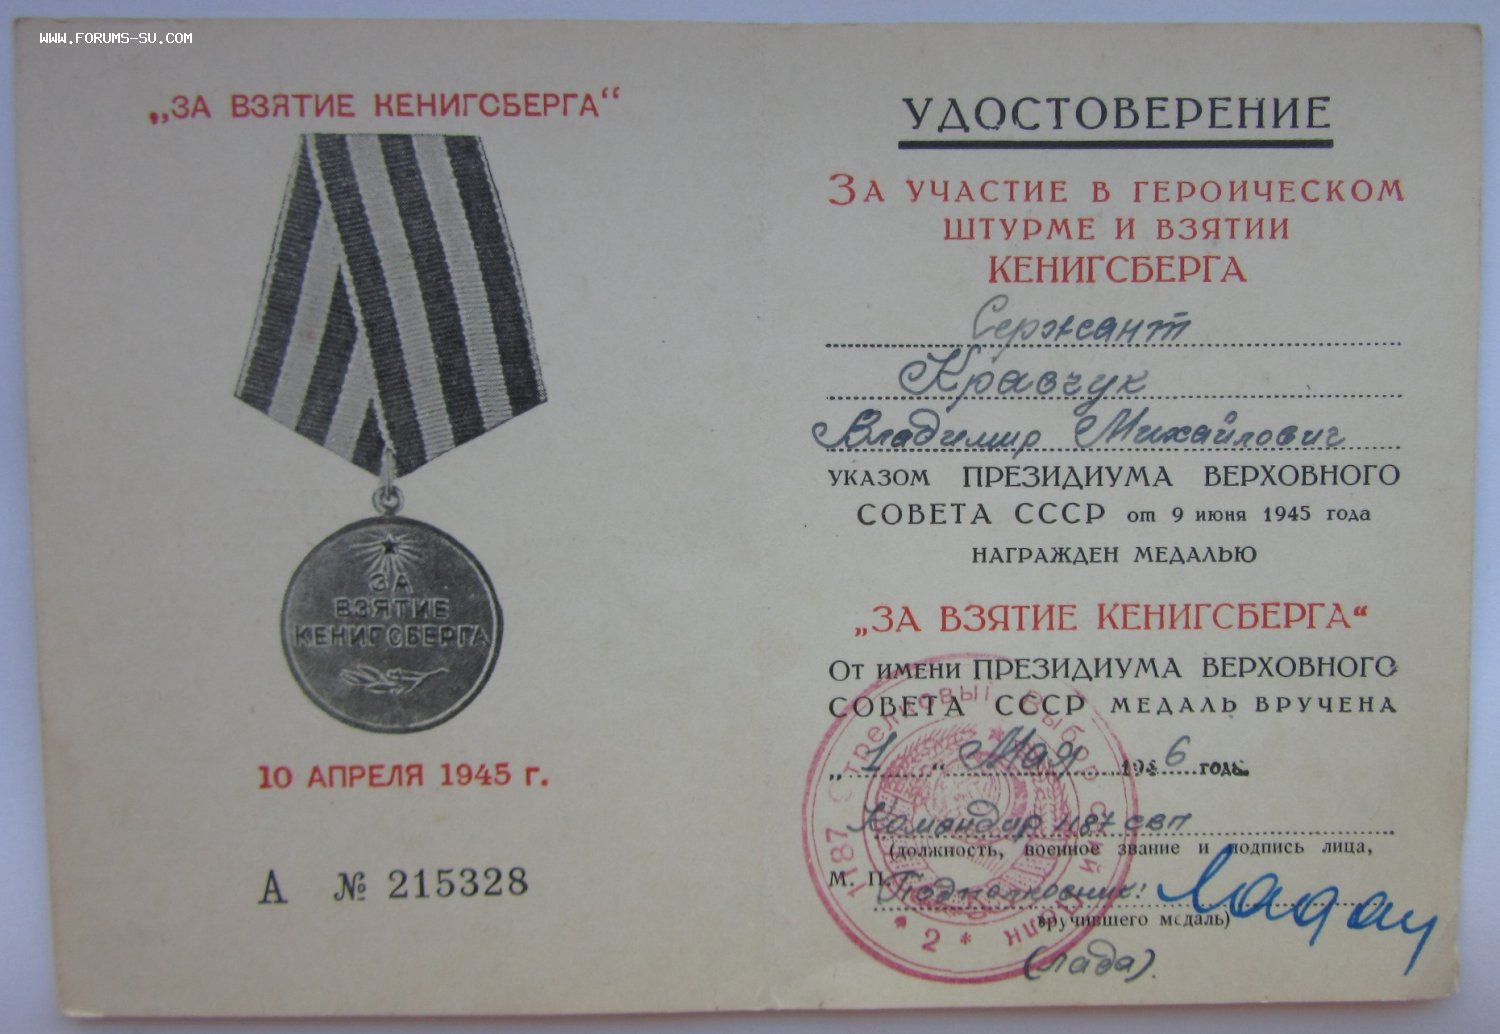 WWW.FORUMS-SU.COM
„ЗА ВЗЯТИЕ КЕНИГСБЕРГА“
ЗА
ВЗЯТИЕ
КЕНИГСБЕРГА
10 АПРЕЛЯ 1945 г.
А № 215328
УДОСТОВЕРЕНИЕ
ЗА УЧАСТИЕ В ГЕРОИЧЕСКОМ
ШТУРМЕ И ВЗЯТИИ
КЕНИГСБЕРГА
Сержант
Кравчук
Владимир Михайлович
УКАЗОМ ПРЕЗИДИУМА ВЕРХОВНОГО
СОВЕТА СССР от 9 июня 1945 года
НАГРАЖДЕН МЕДАЛЬЮ
„ЗА ВЗЯТИЕ КЕНИГСБЕРГА“
ОТ ИМЕНИ ПРЕЗИДИУМА ВЕРХОВНОГО
СОВЕТА СССР МЕДАЛЬ ВРУЧЕНА
„1“ Мая 1946 года
Командир 1187 свп
(должность, военное звание и подпись лица,
М. П. Подполковник:
вручившего медаль)
(Лада).
1187 Стрелковый
* 2 *